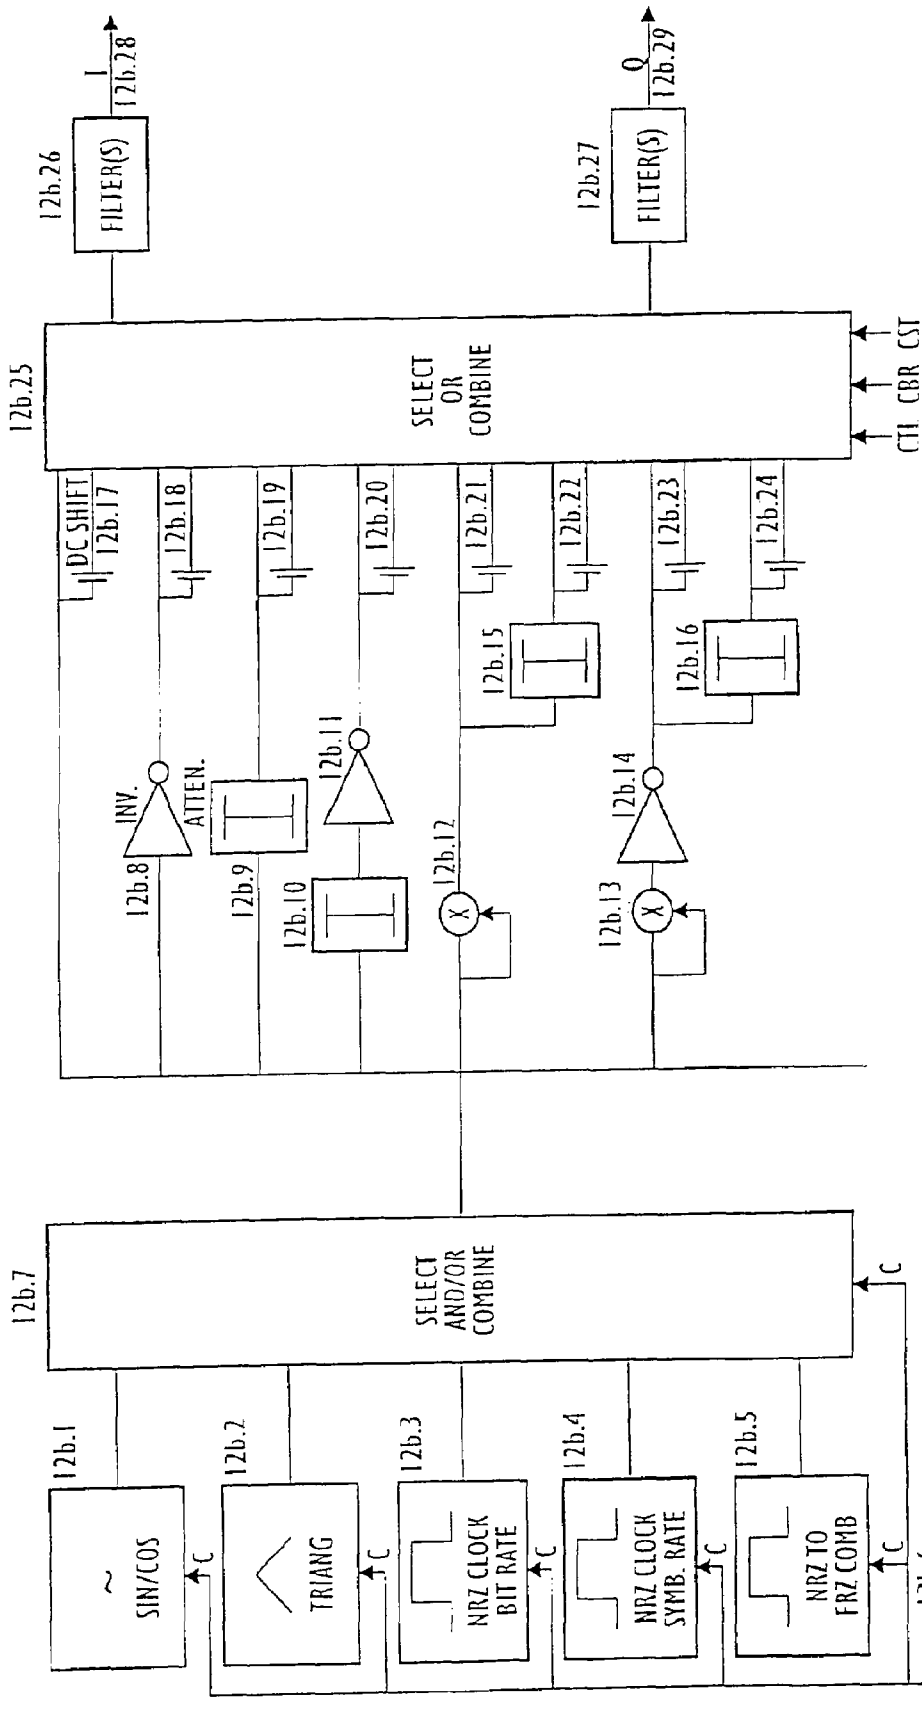 12b.1
~
SIN/COS
C
12b.2
TRIANG
C
12b.3
NRZ CLOCK
BIT RATE
C
12b.4
NRZ CLOCK
SYMB. RATE
C
12b.5
NRZ TO
FRZ COMB
C
12b.7
SELECT
AND/OR
COMBINE
C
INV.
12b.8
ATTEN.
12b.9
12b.10
12b.11
12b.12
12b.13
12b.14
12b.15
12b.16
DC SHIFT
12b.17
12b.18
12b.19
12b.20
12b.21
12b.22
12b.23
12b.24
X
X
12b.25
SELECT
OR
COMBINE
CTL
CBR
CST
12b.26
FILTER(S)
I
12b.28
12b.27
FILTER(S)
Q
12b.29